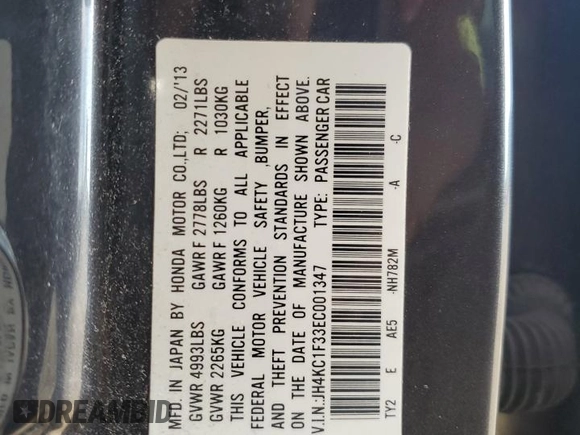 MFD. IN JAPAN BY HONDA MOTOR CO.,LTD; 02/'13
GVWR 4993LBS GAWR F 2778LBS R 2271LBS
GVWR 2265KG GAWR F 1260KG R 1030KG
THIS VEHICLE CONFORMS TO ALL APPLICABLE
FEDERAL MOTOR VEHICLE SAFETY ,BUMPER,
AND THEFT PREVENTION STANDARDS IN EFFECT
ON THE DATE OF MANUFACTURE SHOWN ABOVE.
V.I.N.:JH4KC1F33EC001347 TYPE: PASSENGER CAR
TY2 E AE5 -NH782M -A -C
GVDREAM.COM